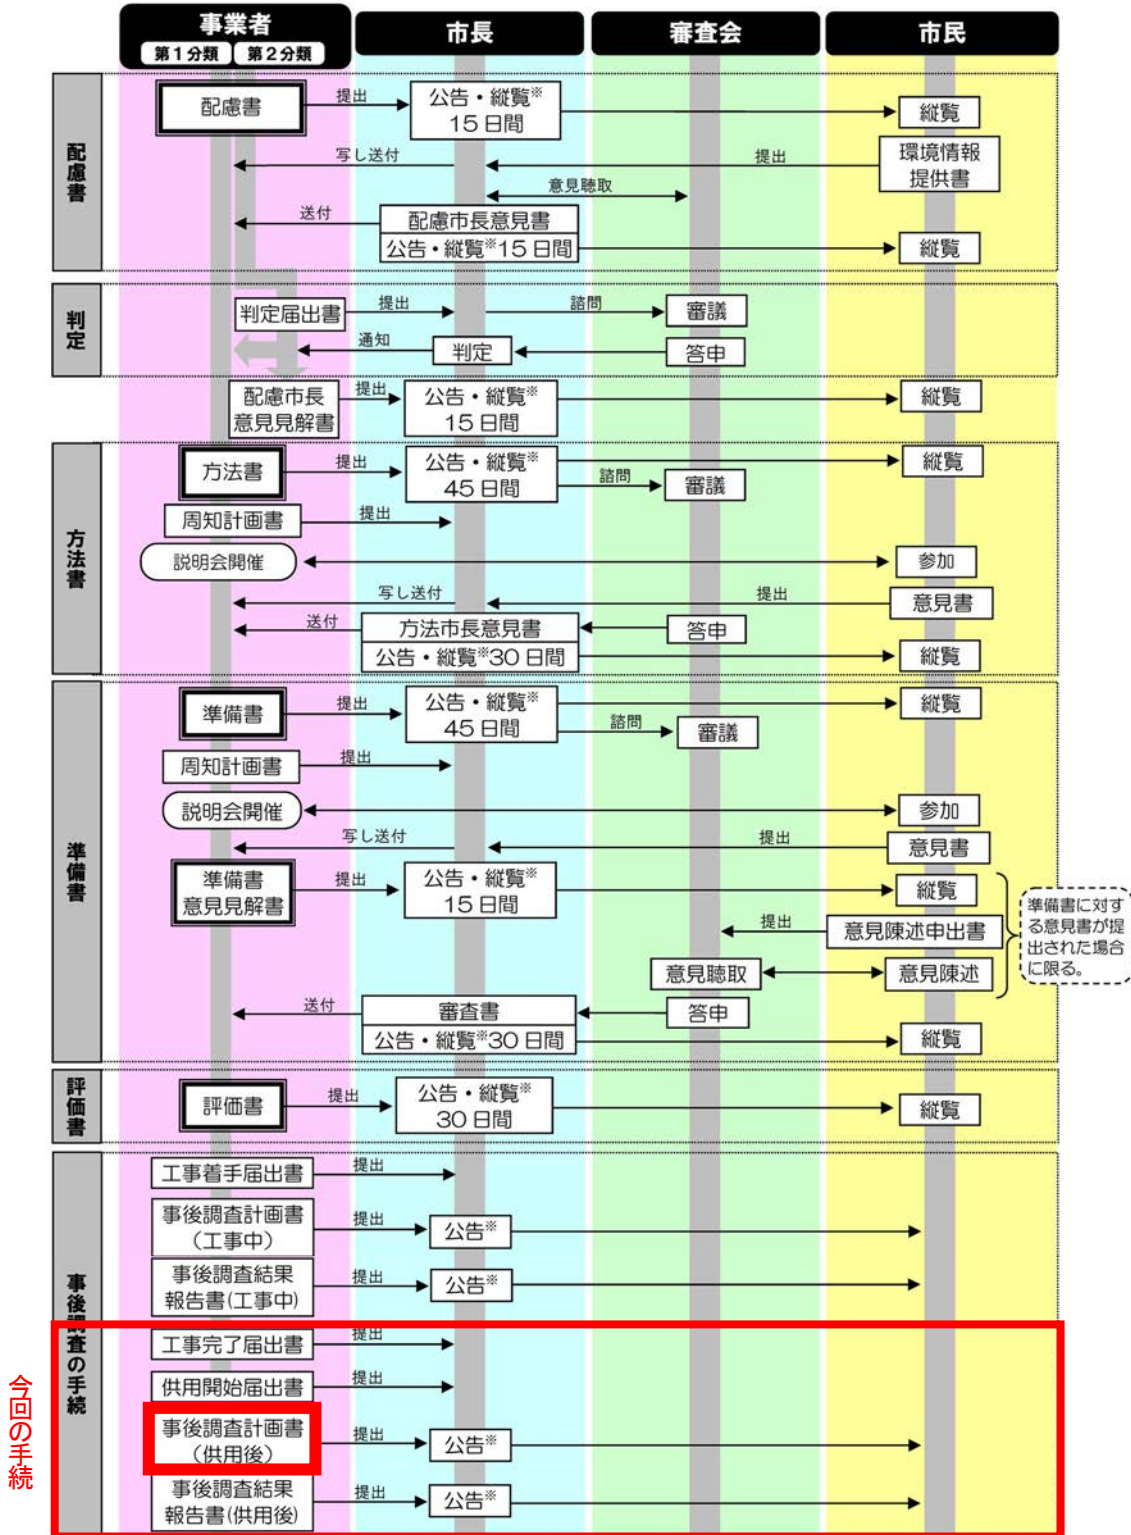 事業者
第1分類 第2分類
市長
審査会
市民
配慮書
配慮書
提出
公告・縦覧※
15日間
縦覧
環境情報
提供書
提出
写し送付
意見聴取
送付
配慮市長意見書
公告・縦覧※15日間
縦覧
判定
判定届出書
提出
諮問
審議
通知
判定
答申
配慮市長
意見見解書
提出
公告・縦覧※
15日間
縦覧
方法書
方法書
提出
公告・縦覧※
45日間
縦覧
諮問
審議
周知計画書
提出
説明会開催
参加
写し送付
提出
意見書
送付
方法市長意見書
公告・縦覧※30日間
答申
縦覧
準備書
準備書
提出
公告・縦覧※
45日間
縦覧
諮問
審議
周知計画書
提出
説明会開催
参加
写し送付
提出
意見書
準備書
意見見解書
提出
公告・縦覧※
15日間
縦覧
提出
意見陳述申出書
意見聴取
意見陳述
準備書に対す
る意見書が提
出された場合
に限る。
送付
審査書
公告・縦覧※30日間
答申
縦覧
評価書
評価書
提出
公告・縦覧※
30日間
縦覧
事後調査の手続
工事着手届出書
提出
事後調査計画書
(工事中)
提出
公告※
事後調査結果
報告書(工事中)
提出
公告※
今回の手続
工事完了届出書
提出
供用開始届出書
提出
事後調査計画書
(供用後)
提出
公告※
事後調査結果
報告書(供用後)
提出
公告※